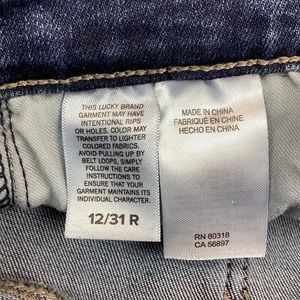 THIS LUCKY BRAND
GARMENT MAY HAVE
INTENTIONAL RIPS
OR HOLES, COLOR MAY
TRANSFER TO LIGHTER
COLORED FABRICS.
AVOID PULLING UP BY
BELT LOOPS, SIMPLY
FOLLOW THE CARE
INSTRUCTIONS TO
ENSURE THAT YOUR
GARMENT MAINTAINS ITS
INDIVIDUAL CHARACTER.
12/31 R
MADE IN CHINA
FABRIQUÉ EN CHINE
HECHO EN CHINA
RN 80318
CA 56897